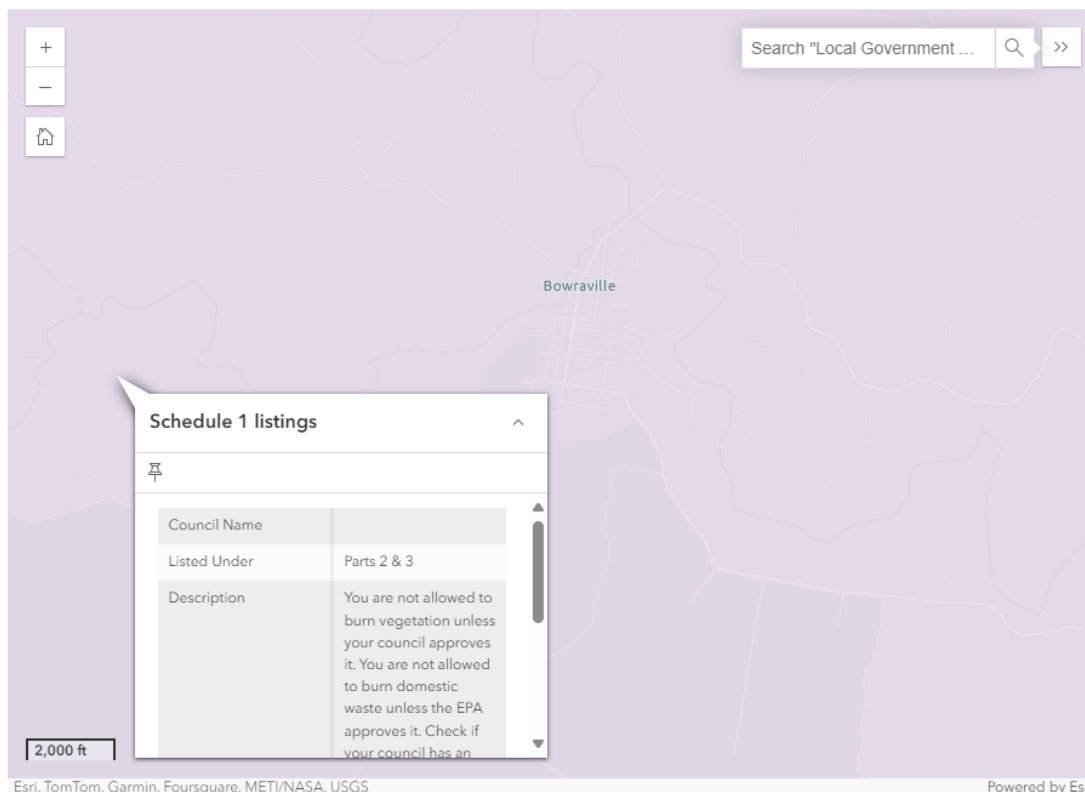 +
Search "Local Government ...
−
Bowraville
Schedule 1 listings
Council Name
Listed Under Parts 2 & 3
Description You are not allowed to
burn vegetation unless
your council approves
it. You are not allowed
to burn domestic
waste unless the EPA
approves it. Check if
your council has an
2,000 ft
Esri, TomTom, Garmin, Foursquare, METI/NASA, USGS
Powered by Es